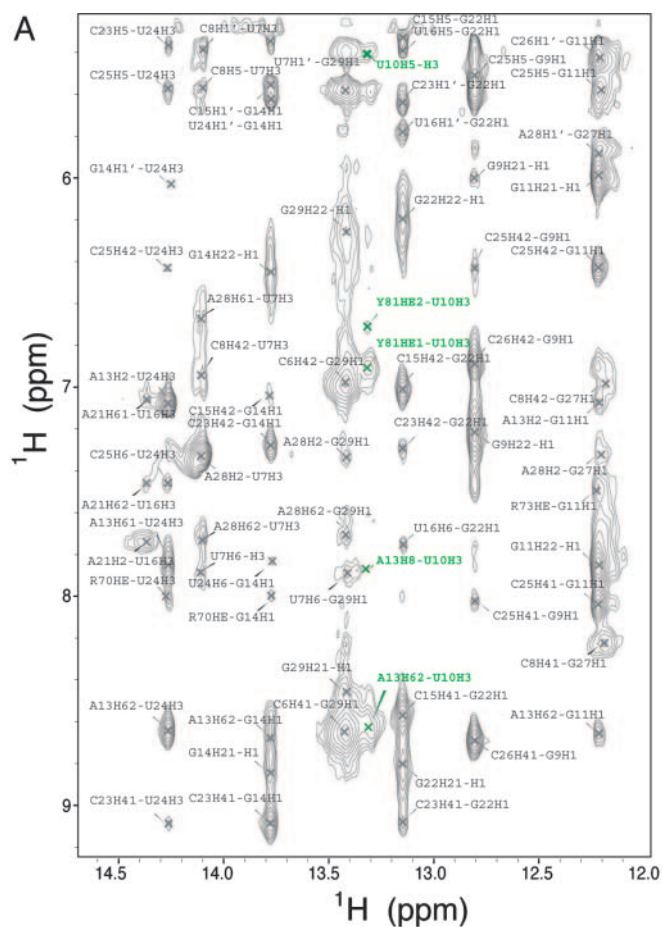 A
C23H5-U24H3
C8H1'-U7H3
C15H5-G22H1
U16H5-G22H1
U7H1'-G29H1
U10H5-H3
C26H1'-G11H1
C25H5-G9H1
C25H5-U24H3
C8H5-U7H3
C25H5-G11H1
C15H1'-G14H1
C23H1'-G22H1
U24H1'-G14H1
U16H1'-G22H1
A28H1'-G27H1
G14H1'-U24H3
G9H21-H1
G11H21-H1
6
G29H22-H1
G22H22-H1
C25H42-U24H3
G14H22-H1
C25H42-G9H1
C25H42-G11H1
A28H61-U7H3
Y81HE2-U10H3
C8H42-U7H3
Y81HE1-U10H3
C26H42-G9H1
C6H42-G29H1
C15H42-G22H1
A13H2-U24H3
7
A21H61-U16H3
C15H42-G14H1
C8H42-G27H1
C23H42-G14H1
A13H2-G11H1
C25H6-U24H3
A28H2-G29H1
C23H42-G22H1
G9H22-H1
A28H2-U7H3
A28H2-G27H1
A21H62-U16H3
R73HE-G11H1
A13H61-U24H3
A28H62-U7H3
A28H62-G29H1
U16H6-G22H1
G11H22-H1
A21H2-U16H3
U7H6-H3
A13H8-U10H3
R70HE-U24H3
U24H6-G14H1
U7H6-G29H1
C25H41-G11H1
8
R70HE-G14H1
C25H41-G9H1
C8H41-G27H1
G29H21-H1
A13H62-U10H3
A13H62-U24H3
C6H41-G29H1
C15H41-G22H1
A13H62-G14H1
A13H62-G11H1
G14H21-H1
G22H21-H1
C26H41-G9H1
9
C23H41-U24H3
C23H41-G14H1
C23H41-G22H1
14.5 14.0 13.5 13.0 12.5 12.0
1H (ppm)
1H (ppm)